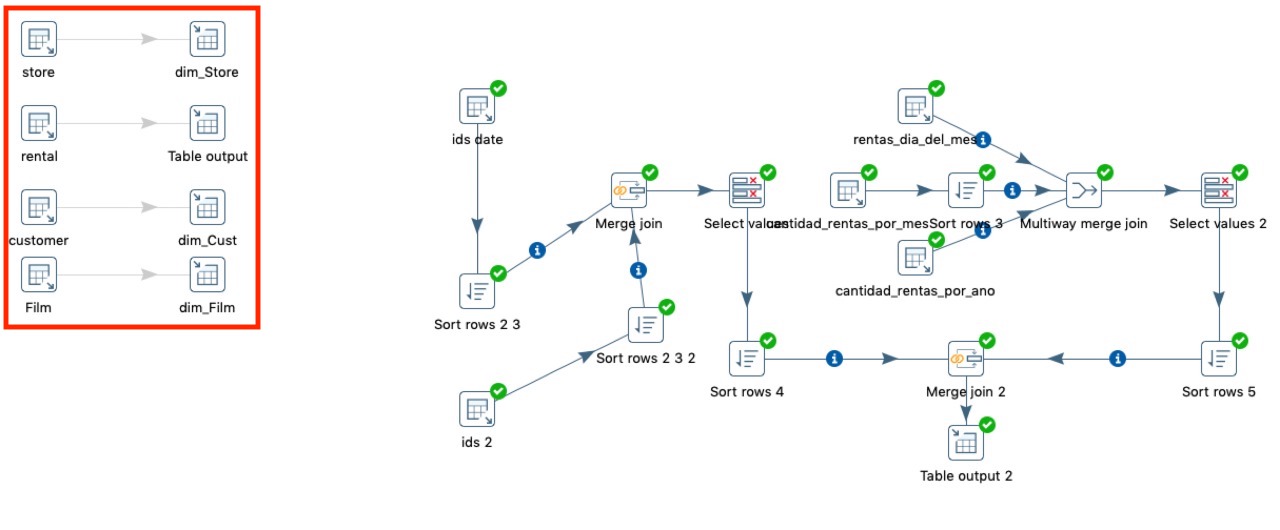 store
dim_Store
rental
Table output
customer
dim_Cust
Film
dim_Film
ids date
Sort rows 2 3
ids 2
Sort rows 2 3 2
Merge join
Select values
Sort rows 4
rentas_dia_del_mes
cantidad_rentas_por_mes
Sort rows 3
cantidad_rentas_por_ano
Multiway merge join
Select values 2
Sort rows 5
Merge join 2
Table output 2